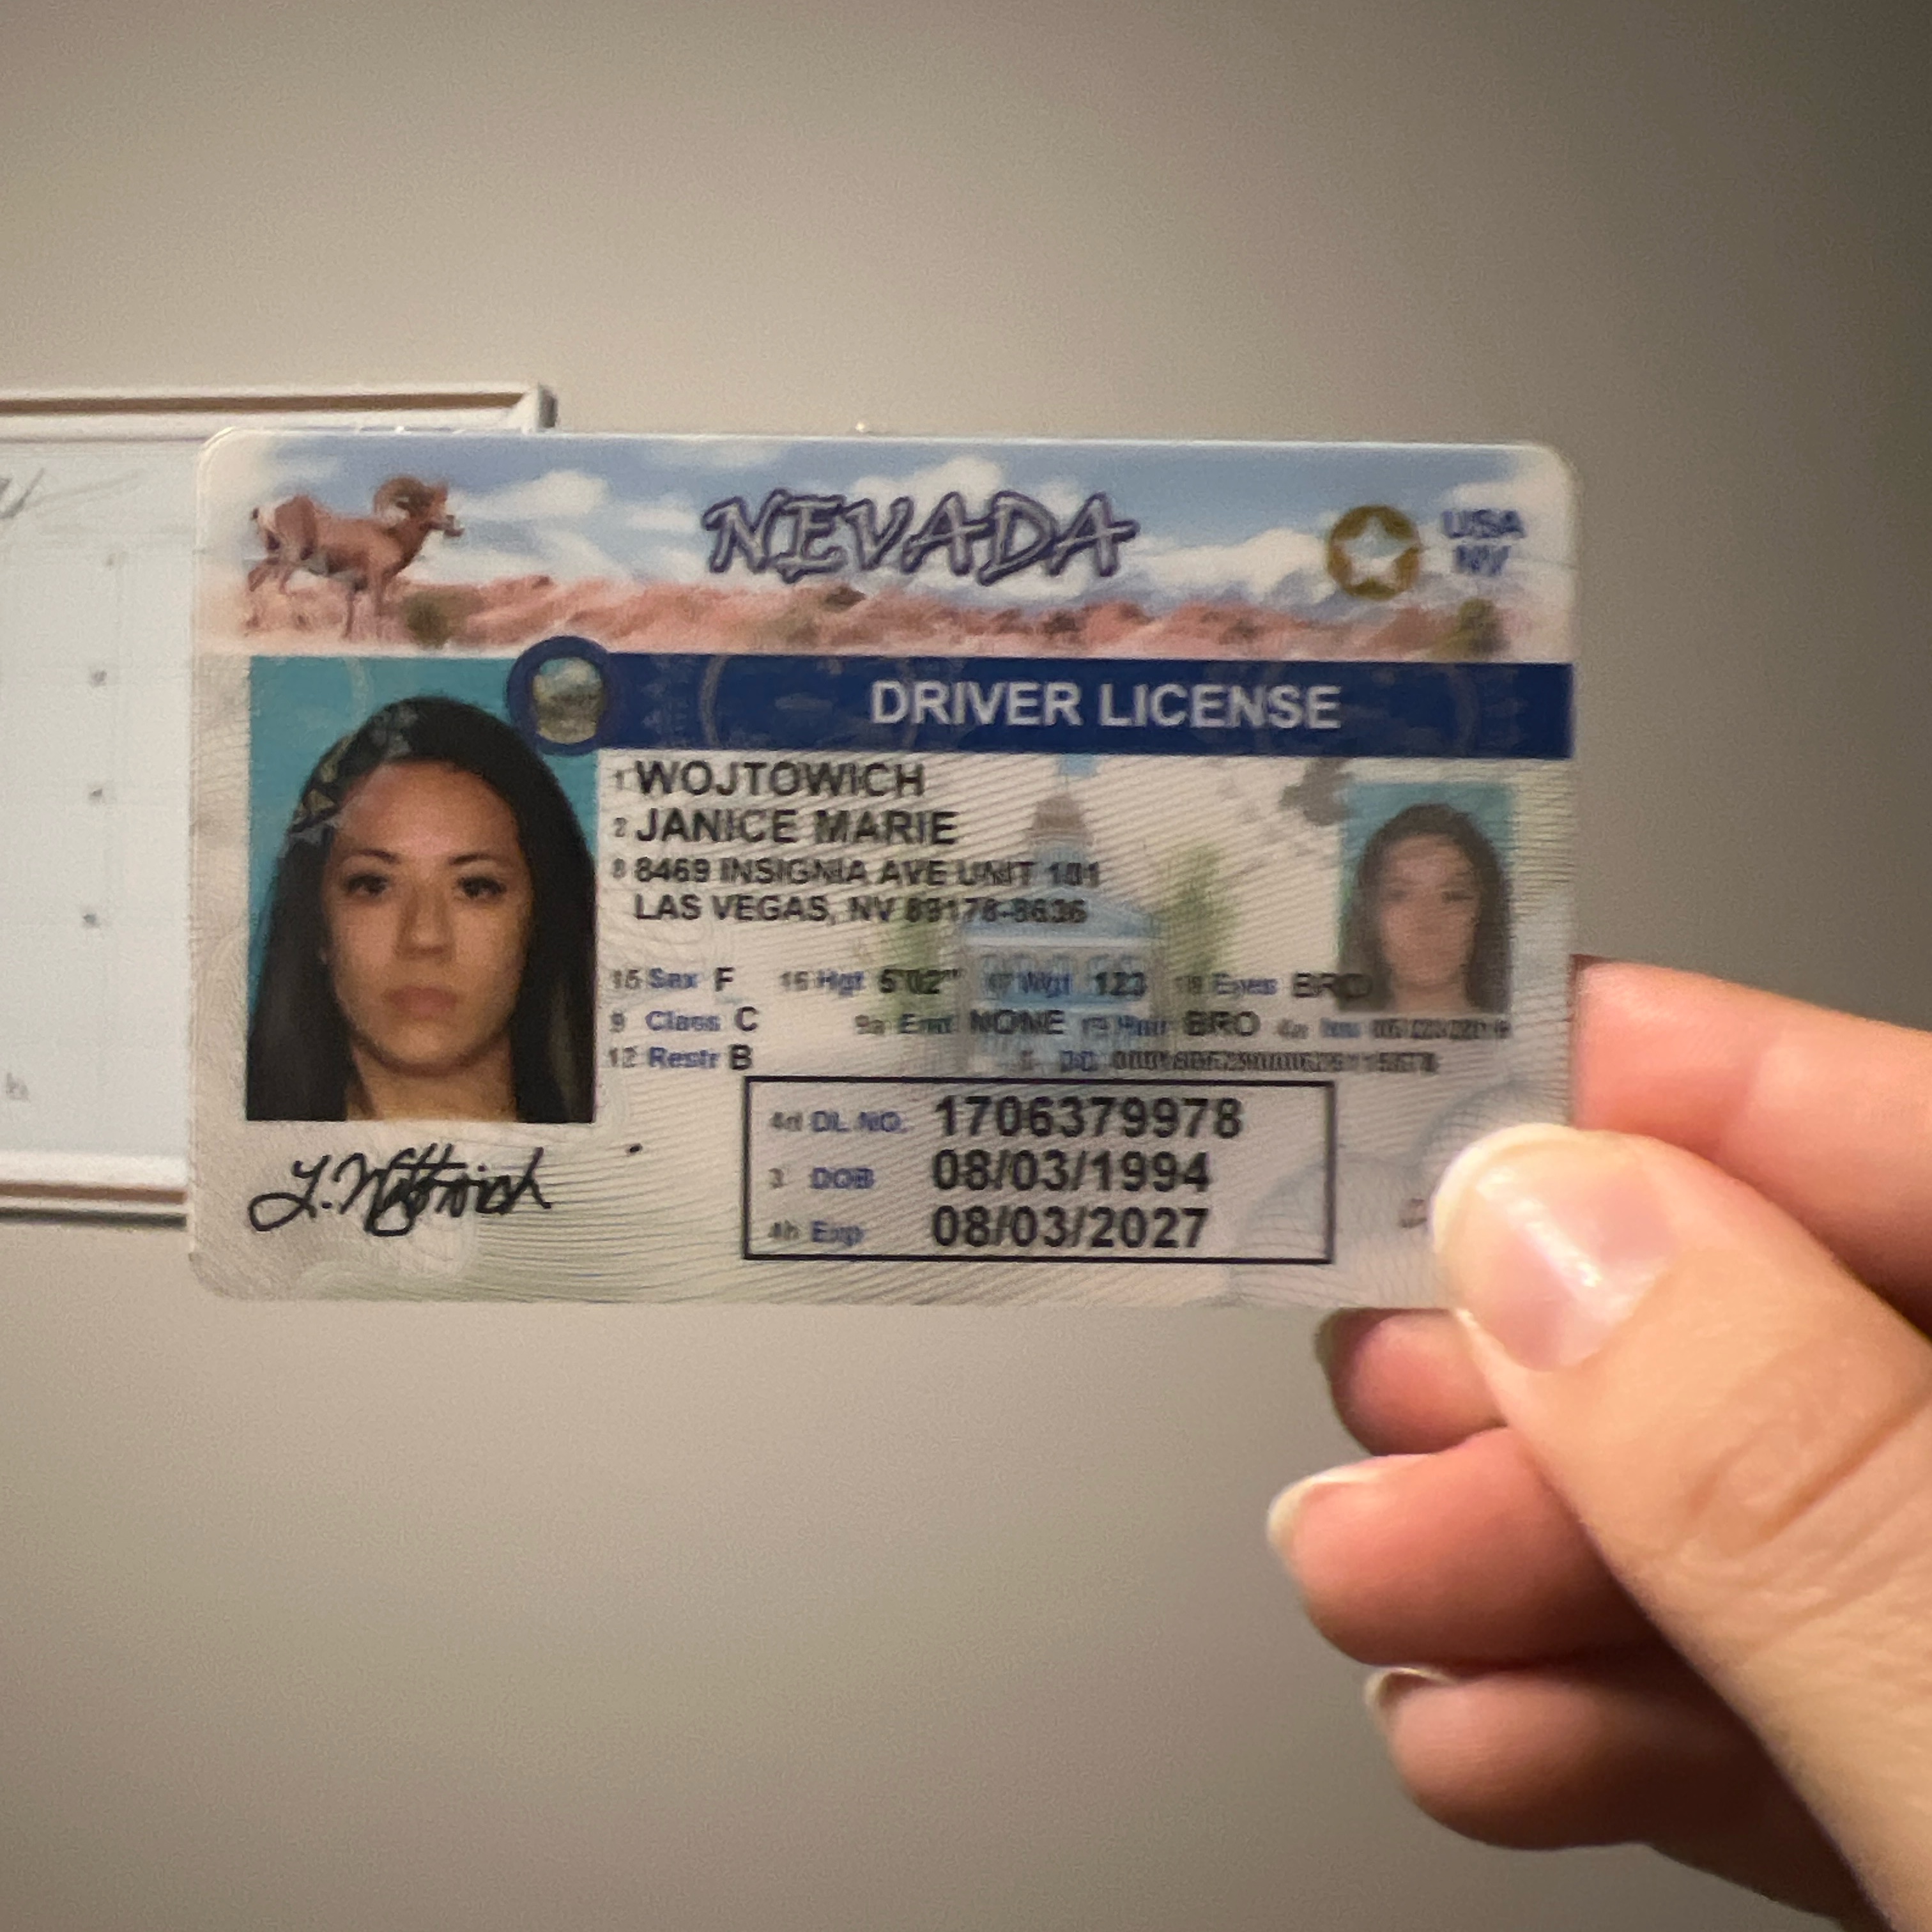 NEVADA
USA
NV
DRIVER LICENSE
1 WOJTOWICH
2 JANICE MARIE
8 8469 INSIGNIA AVE UNIT 101
LAS VEGAS, NV 89178-8636
15 Sex F 16 Hgt 5'02" 17 Wgt 123 18 Eyes BRO
9 Class C 9a End NONE 19 Hair BRO 4a Iss
12 Restr B 5 DD
4d DL NO. 1706379978
3 DOB 08/03/1994
4b Exp 08/03/2027